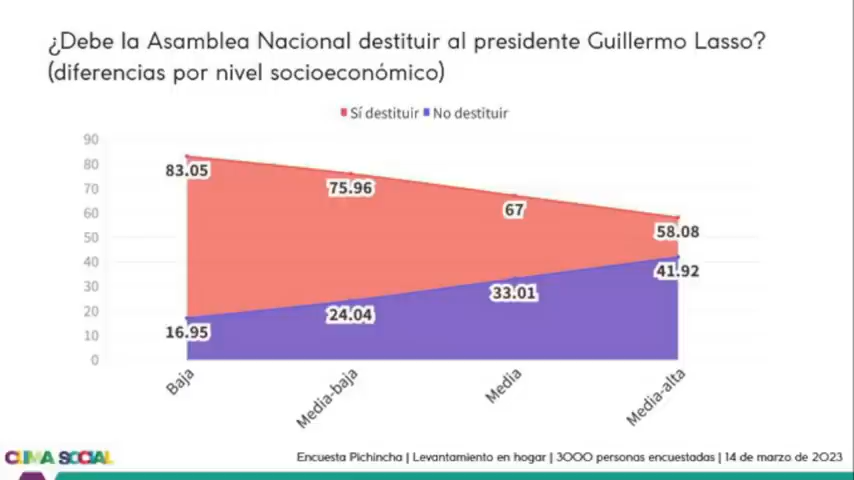 ¿Debe la Asamblea Nacional destituir al presidente Guillermo Lasso?
(diferencias por nivel socioeconómico)
Sí destituir No destituir
90
80
70
60
50
40
30
20
10
0
83.05
75.96
67
58.08
16.95
24.04
33.01
41.92
Baja
Media-baja
Media
Media-alta
CLIMA SOCIAL
Encuesta Pichincha | Levantamiento en hogar | 3000 personas encuestadas | 14 de marzo de 2023